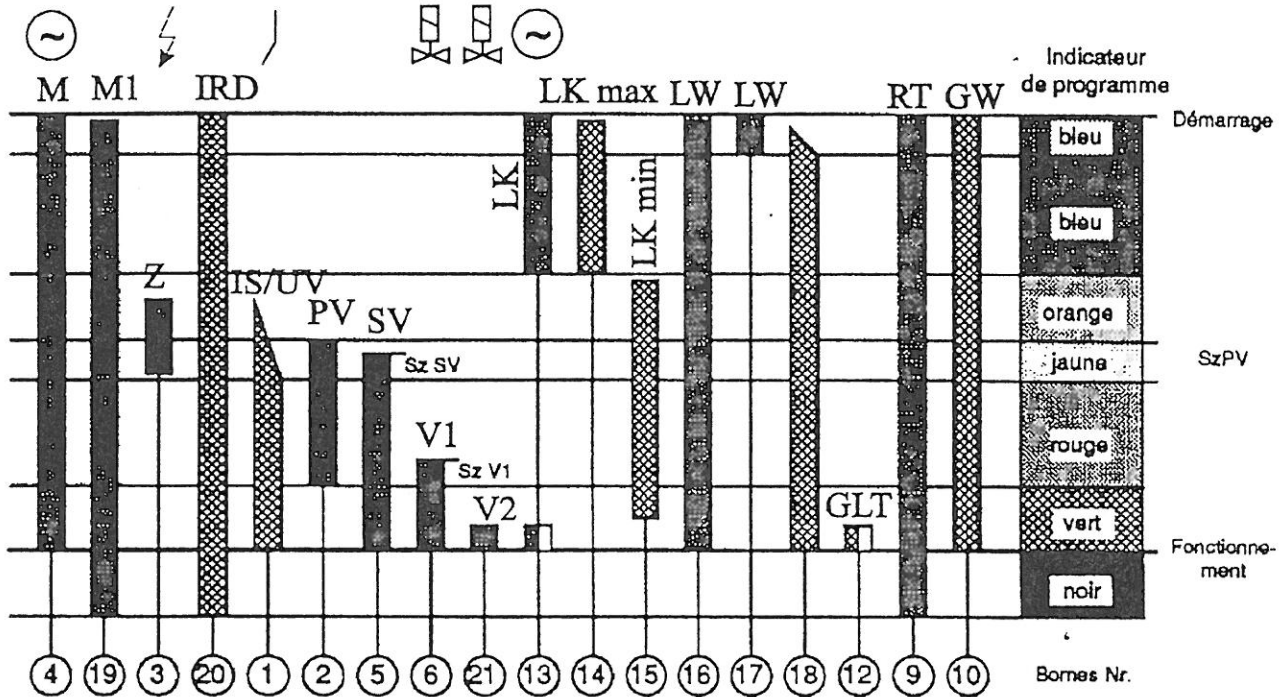 Indicateur
de programme
M M1 IRD LK max LW LW RT GW
Démarrage
bleu
LK
LK min
bleu
Z IS/UV PV SV
orange
Sz SV
jaune
SzPV
V1
Sz V1
rouge
V2
GLT
vert
Fonctionne-
ment
noir
4 19 3 20 1 2 5 6 21 13 14 15 16 17 18 12 9 10 Bornes Nr.